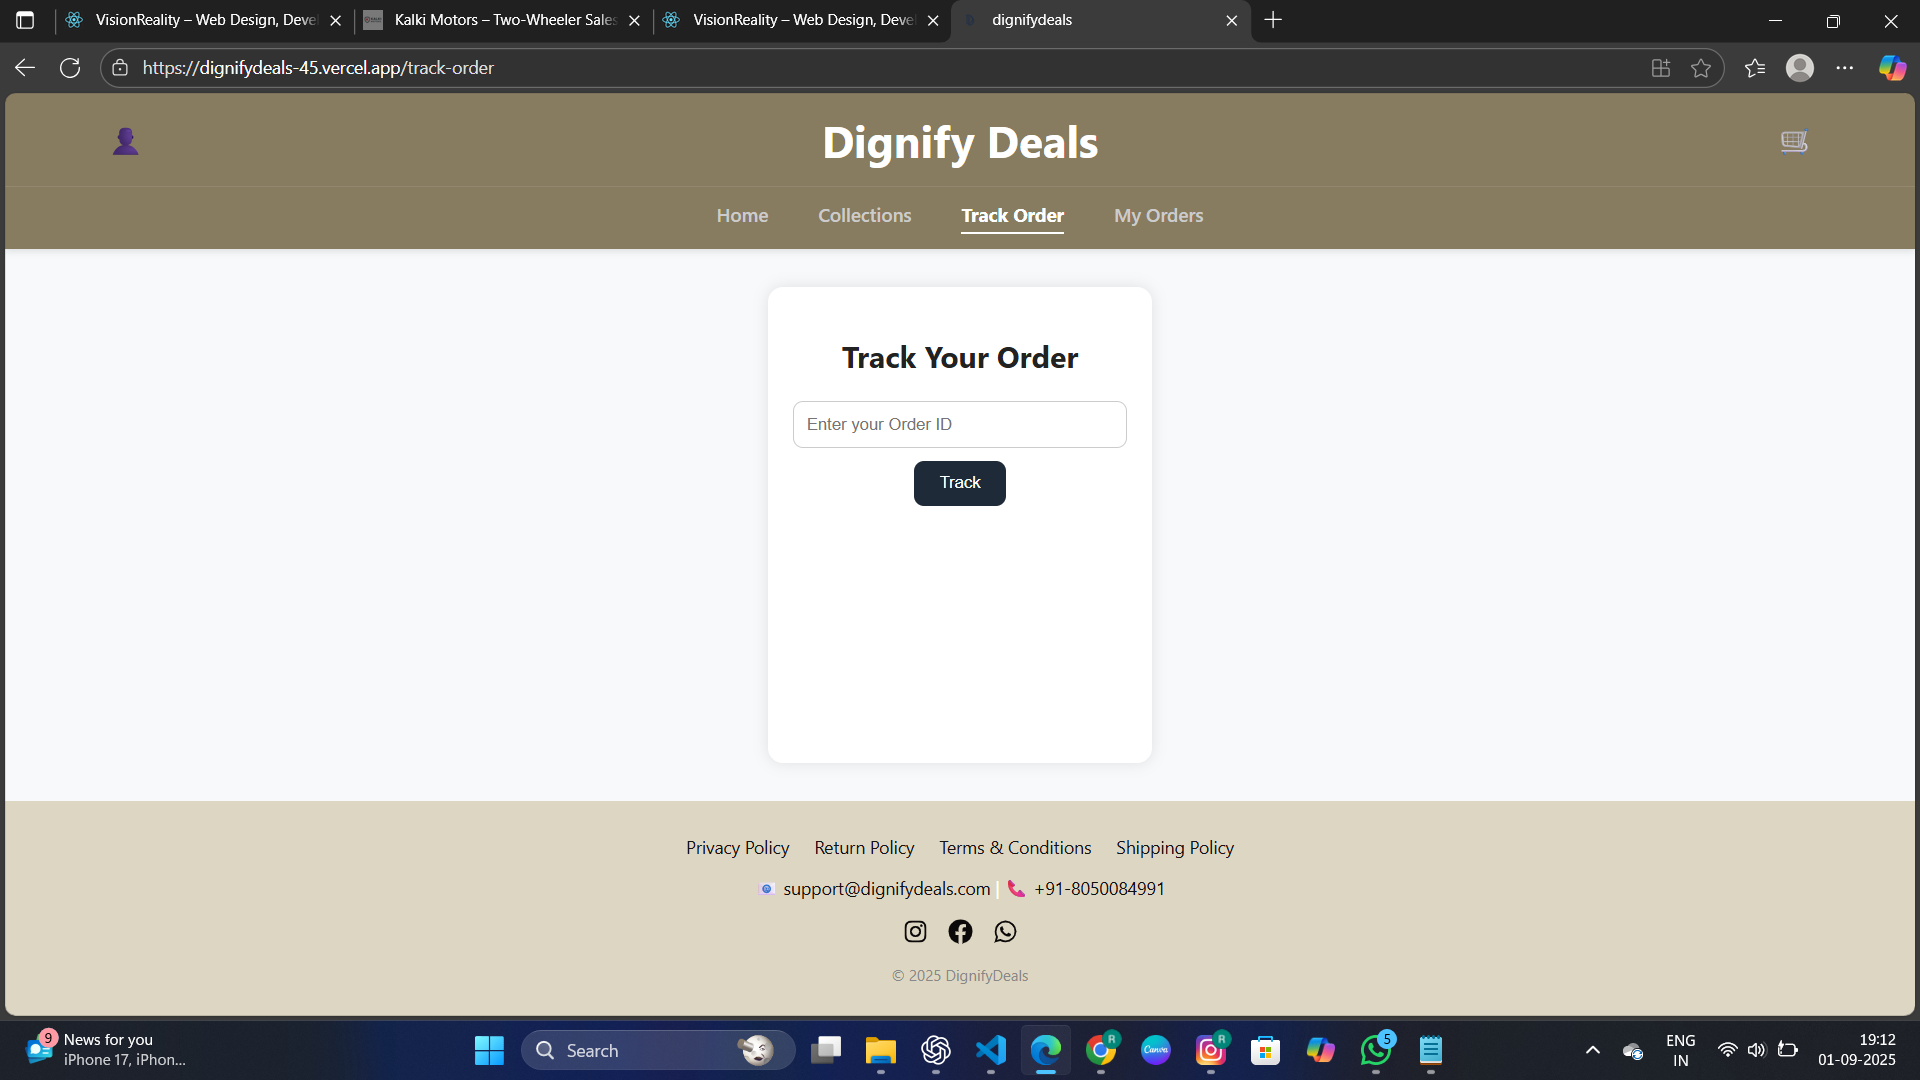 VisionReality – Web Design, Deve
Kalki Motors – Two-Wheeler Sales
VisionReality – Web Design, Deve
dignifydeals
https://dignifydeals-45.vercel.app/track-order
Dignify Deals
Home Collections Track Order My Orders
Track Your Order
Enter your Order ID
Track
Privacy Policy Return Policy Terms & Conditions Shipping Policy
support@dignifydeals.com | +91-8050084991
© 2025 DignifyDeals
9
News for you
iPhone 17, iPhon...
Search
R
Canva
R
5
ENG
IN
19:12
01-09-2025